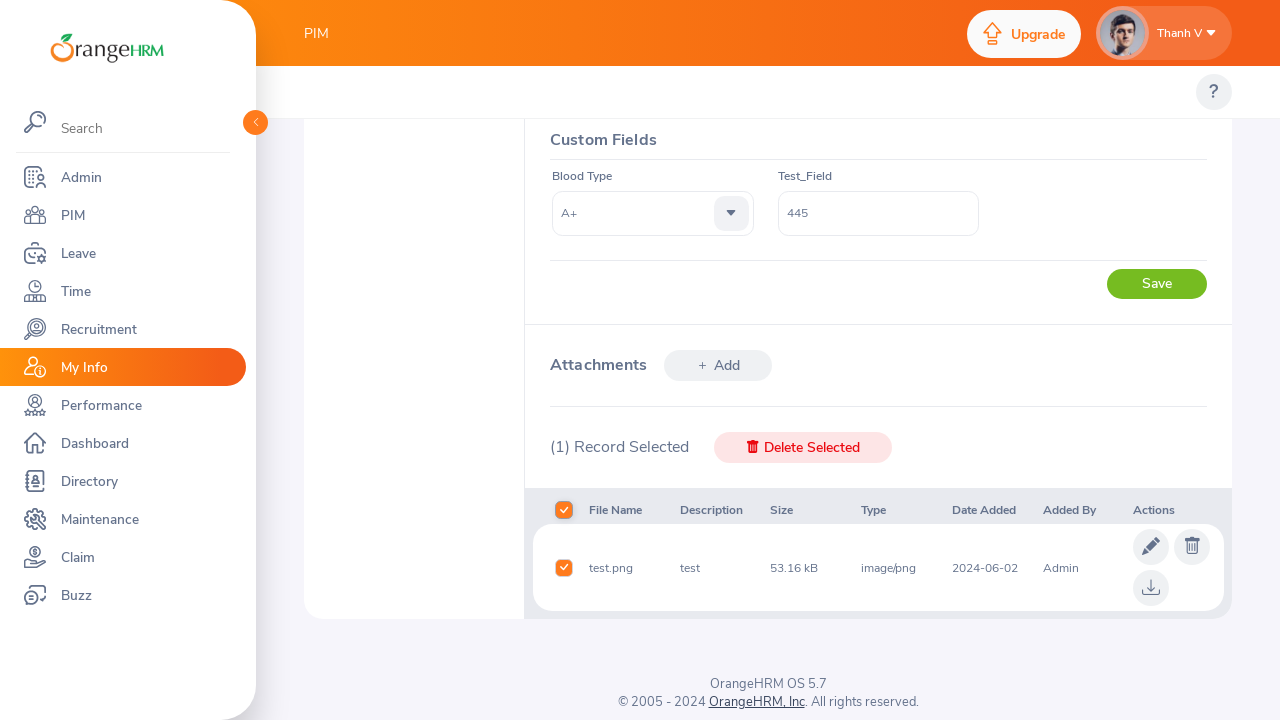 OrangeHRM
PIM
Upgrade
Thanh V
?
Search
Admin
PIM
Leave
Time
Recruitment
My Info
Performance
Dashboard
Directory
Maintenance
Claim
Buzz
Custom Fields
Blood Type
Test_Field
A+
445
Save
Attachments
+ Add
(1) Record Selected
Delete Selected
File Name Description Size Type Date Added Added By Actions
test.png test 53.16 kB image/png 2024-06-02 Admin
OrangeHRM OS 5.7
© 2005 - 2024 OrangeHRM, Inc. All rights reserved.